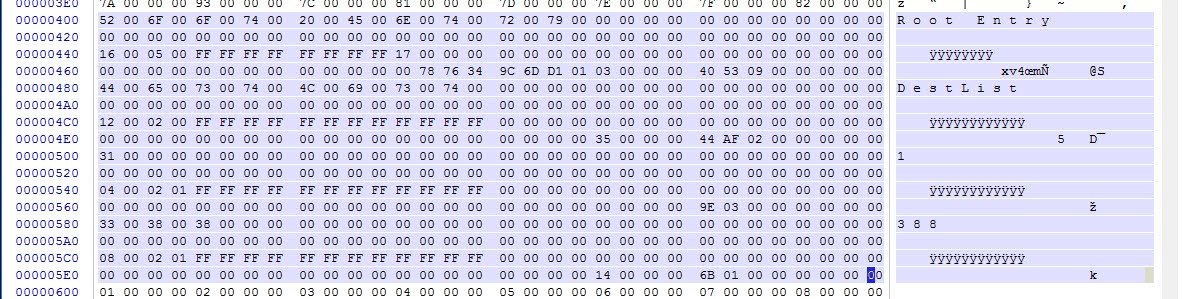 000003E0 7A 00 00 00 93 00 00 00 7C 00 00 00 81 00 00 00 7D 00 00 00 7E 00 00 00 7F 00 00 00 82 00 00 00 z “ | } ~ ‚
00000400 52 00 6F 00 6F 00 74 00 20 00 45 00 6E 00 74 00 72 00 79 00 00 00 00 00 00 00 00 00 00 00 00 00 R o o t E n t r y
00000420 00 00 00 00 00 00 00 00 00 00 00 00 00 00 00 00 00 00 00 00 00 00 00 00 00 00 00 00 00 00 00 00
00000440 16 00 05 00 FF FF FF FF FF FF FF FF 17 00 00 00 00 00 00 00 00 00 00 00 00 00 00 00 00 00 00 00 ÿÿÿÿÿÿÿÿ
00000460 00 00 00 00 00 00 00 00 00 00 00 00 00 78 76 34 9C 6D D1 01 03 00 00 00 40 53 09 00 00 00 00 00 xv4œmÑ @S
00000480 44 00 65 00 73 00 74 00 4C 00 69 00 73 00 74 00 00 00 00 00 00 00 00 00 00 00 00 00 00 00 00 00 D e s t L i s t
000004A0 00 00 00 00 00 00 00 00 00 00 00 00 00 00 00 00 00 00 00 00 00 00 00 00 00 00 00 00 00 00 00 00
000004C0 12 00 02 00 FF FF FF FF FF FF FF FF FF FF FF FF 00 00 00 00 00 00 00 00 00 00 00 00 00 00 00 00 ÿÿÿÿÿÿÿÿÿÿÿÿ
000004E0 00 00 00 00 00 00 00 00 00 00 00 00 00 00 00 00 00 00 00 00 35 00 00 00 44 AF 02 00 00 00 00 00 5 D¯
00000500 31 00 00 00 00 00 00 00 00 00 00 00 00 00 00 00 00 00 00 00 00 00 00 00 00 00 00 00 00 00 00 00 1
00000520 00 00 00 00 00 00 00 00 00 00 00 00 00 00 00 00 00 00 00 00 00 00 00 00 00 00 00 00 00 00 00 00
00000540 04 00 02 01 FF FF FF FF FF FF FF FF FF FF FF FF 00 00 00 00 00 00 00 00 00 00 00 00 00 00 00 00 ÿÿÿÿÿÿÿÿÿÿÿÿ
00000560 00 00 00 00 00 00 00 00 00 00 00 00 00 00 00 00 00 00 00 00 00 00 00 00 9E 03 00 00 00 00 00 00 ž
00000580 33 00 38 00 38 00 00 00 00 00 00 00 00 00 00 00 00 00 00 00 00 00 00 00 00 00 00 00 00 00 00 00 3 8 8
000005A0 00 00 00 00 00 00 00 00 00 00 00 00 00 00 00 00 00 00 00 00 00 00 00 00 00 00 00 00 00 00 00 00
000005C0 08 00 02 01 FF FF FF FF FF FF FF FF FF FF FF FF 00 00 00 00 00 00 00 00 00 00 00 00 00 00 00 00 ÿÿÿÿÿÿÿÿÿÿÿÿ
000005E0 00 00 00 00 00 00 00 00 00 00 00 00 00 00 00 00 00 00 00 00 14 00 00 00 6B 01 00 00 00 00 00 00 k
00000600 01 00 00 00 02 00 00 00 03 00 00 00 04 00 00 00 05 00 00 00 06 00 00 00 07 00 00 00 08 00 00 00